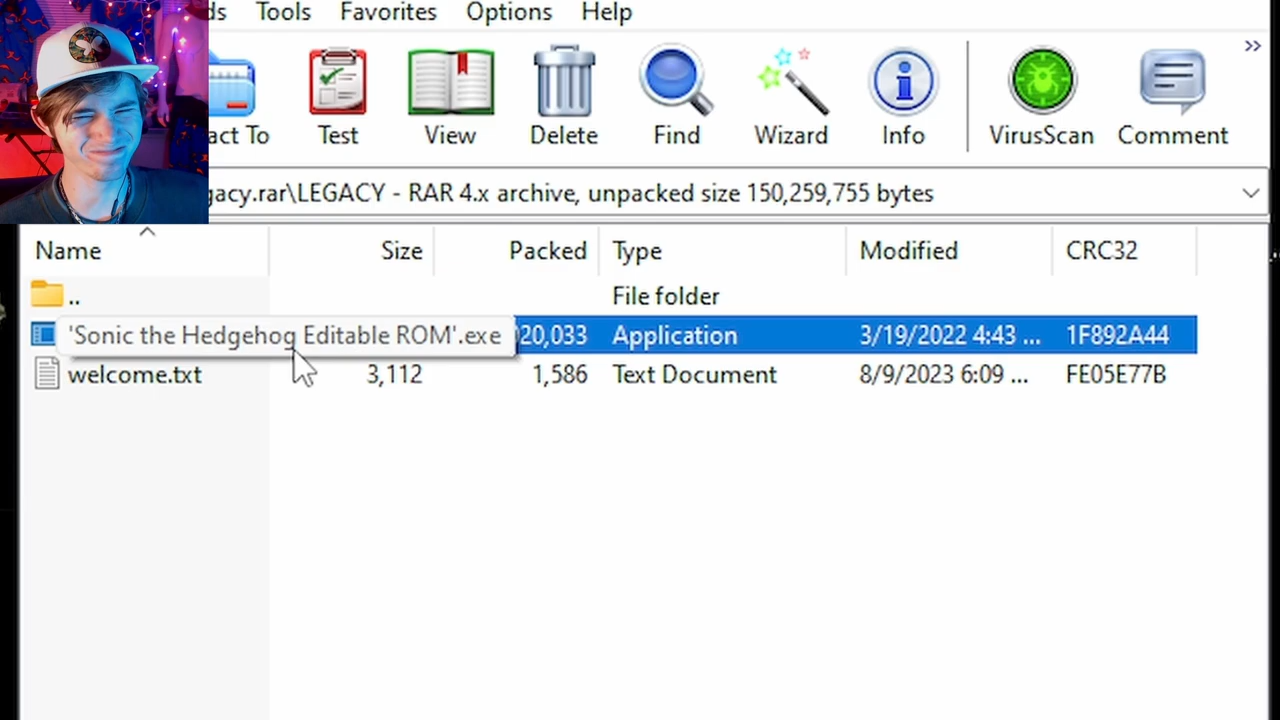 ds Tools Favorites Options Help
act To Test View Delete Find Wizard Info VirusScan Comment
gacy.rar\LEGACY - RAR 4.x archive, unpacked size 150,259,755 bytes
Name Size Packed Type Modified CRC32
.. File folder
'Sonic the Hedgehog Editable ROM'.exe 20,033 Application 3/19/2022 4:43 ... 1F892A44
welcome.txt 3,112 1,586 Text Document 8/9/2023 6:09 ... FE05E77B